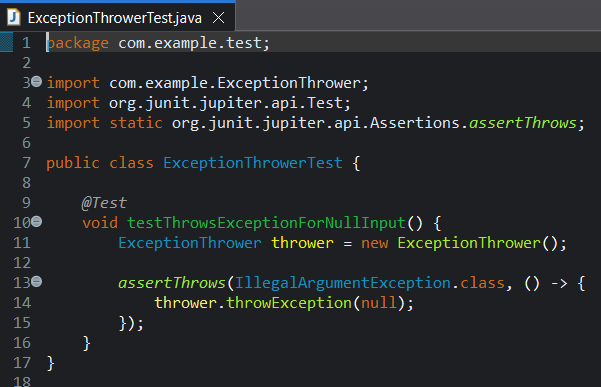 ExceptionThrowerTest.java
1 package com.example.test;
2
3 import com.example.ExceptionThrower;
4 import org.junit.jupiter.api.Test;
5 import static org.junit.jupiter.api.Assertions.assertThrows;
6
7 public class ExceptionThrowerTest {
8
9     @Test
10     void testThrowsExceptionForNullInput() {
11         ExceptionThrower thrower = new ExceptionThrower();
12
13         assertThrows(IllegalArgumentException.class, () -> {
14             thrower.throwException(null);
15         });
16     }
17 }
18